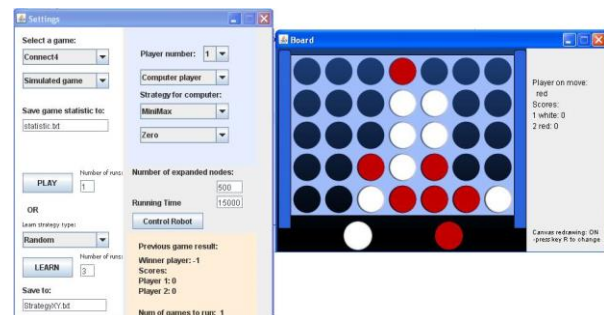 Settings
Select a game:
Connect4
Simulated game
Save game statistic to:
statistic.txt
Number of runs:
PLAY
1
OR
Learn strategy type:
Random
Number of runs:
LEARN
3
Save to:
StrategyXY.txt
Player number: 1
Computer player
Strategy for computer:
MiniMax
Zero
Number of expanded nodes:
500
Running Time
15000
Control Robot
Previous game result:
Winner player: -1
Scores:
Player 1: 0
Player 2: 0
Num of games to run: 1
Board
Player on move:
red
Scores:
1 white: 0
2 red: 0
Canvas redrawing: ON
-press key R to change